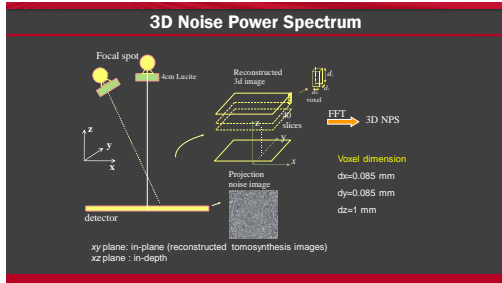 3D Noise Power Spectrum
Focal spot
4cm Lucite
Reconstructed
3d image
voxel
slices
FFT
3D NPS
z
y
x
z
y
x
Voxel dimension
dx=0.085 mm
dy=0.085 mm
dz=1 mm
Projection
noise image
detector
xy plane: in-plane (reconstructed tomosynthesis images)
xz plane : in-depth